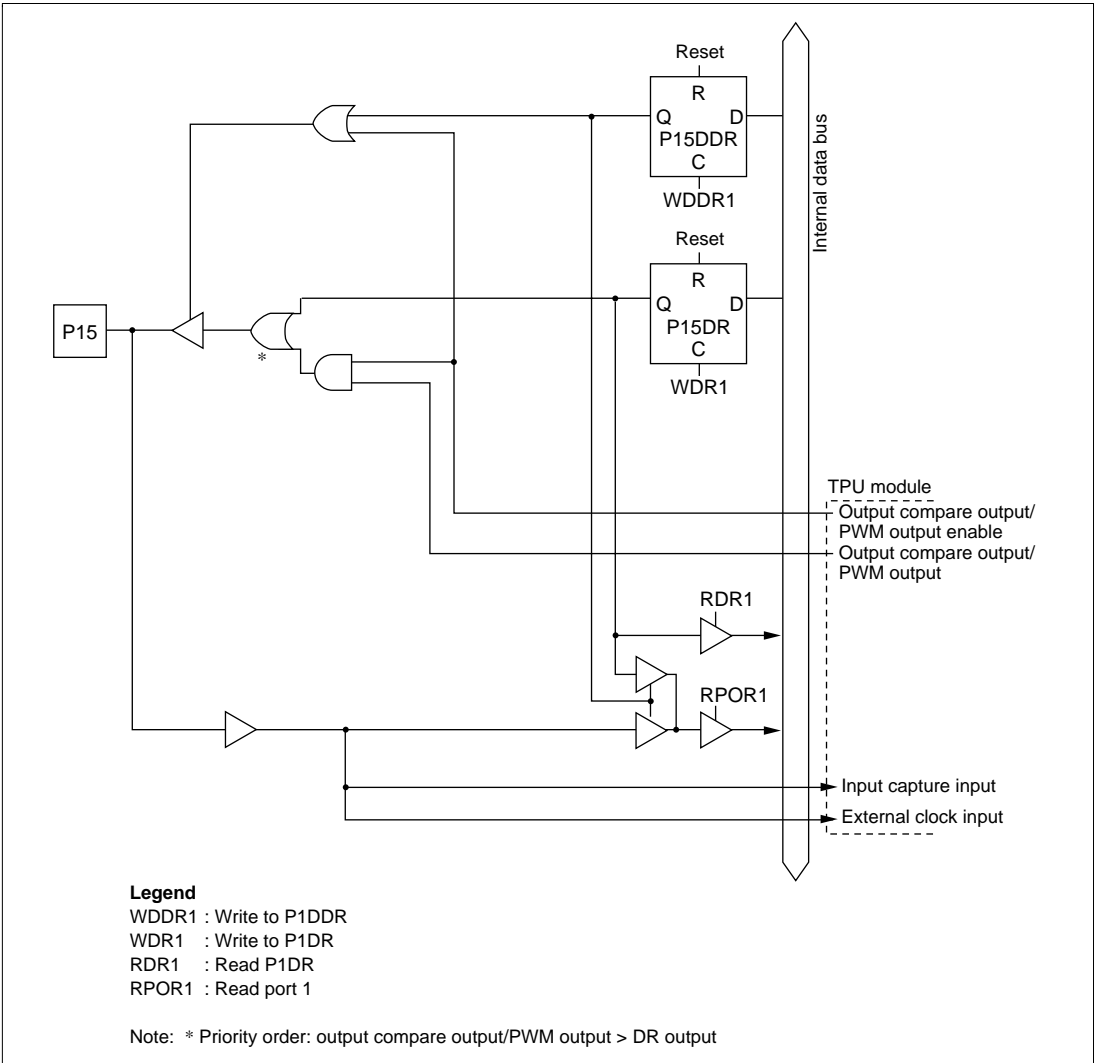 Reset
R
Q D
P15DDR
C
WDDR1
Internal data bus
Reset
R
Q D
P15DR
C
WDR1
P15
*
TPU module
Output compare output/
PWM output enable
Output compare output/
PWM output
RDR1
RPOR1
Input capture input
External clock input
Legend
WDDR1 : Write to P1DDR
WDR1 : Write to P1DR
RDR1 : Read P1DR
RPOR1 : Read port 1
Note: * Priority order: output compare output/PWM output > DR output